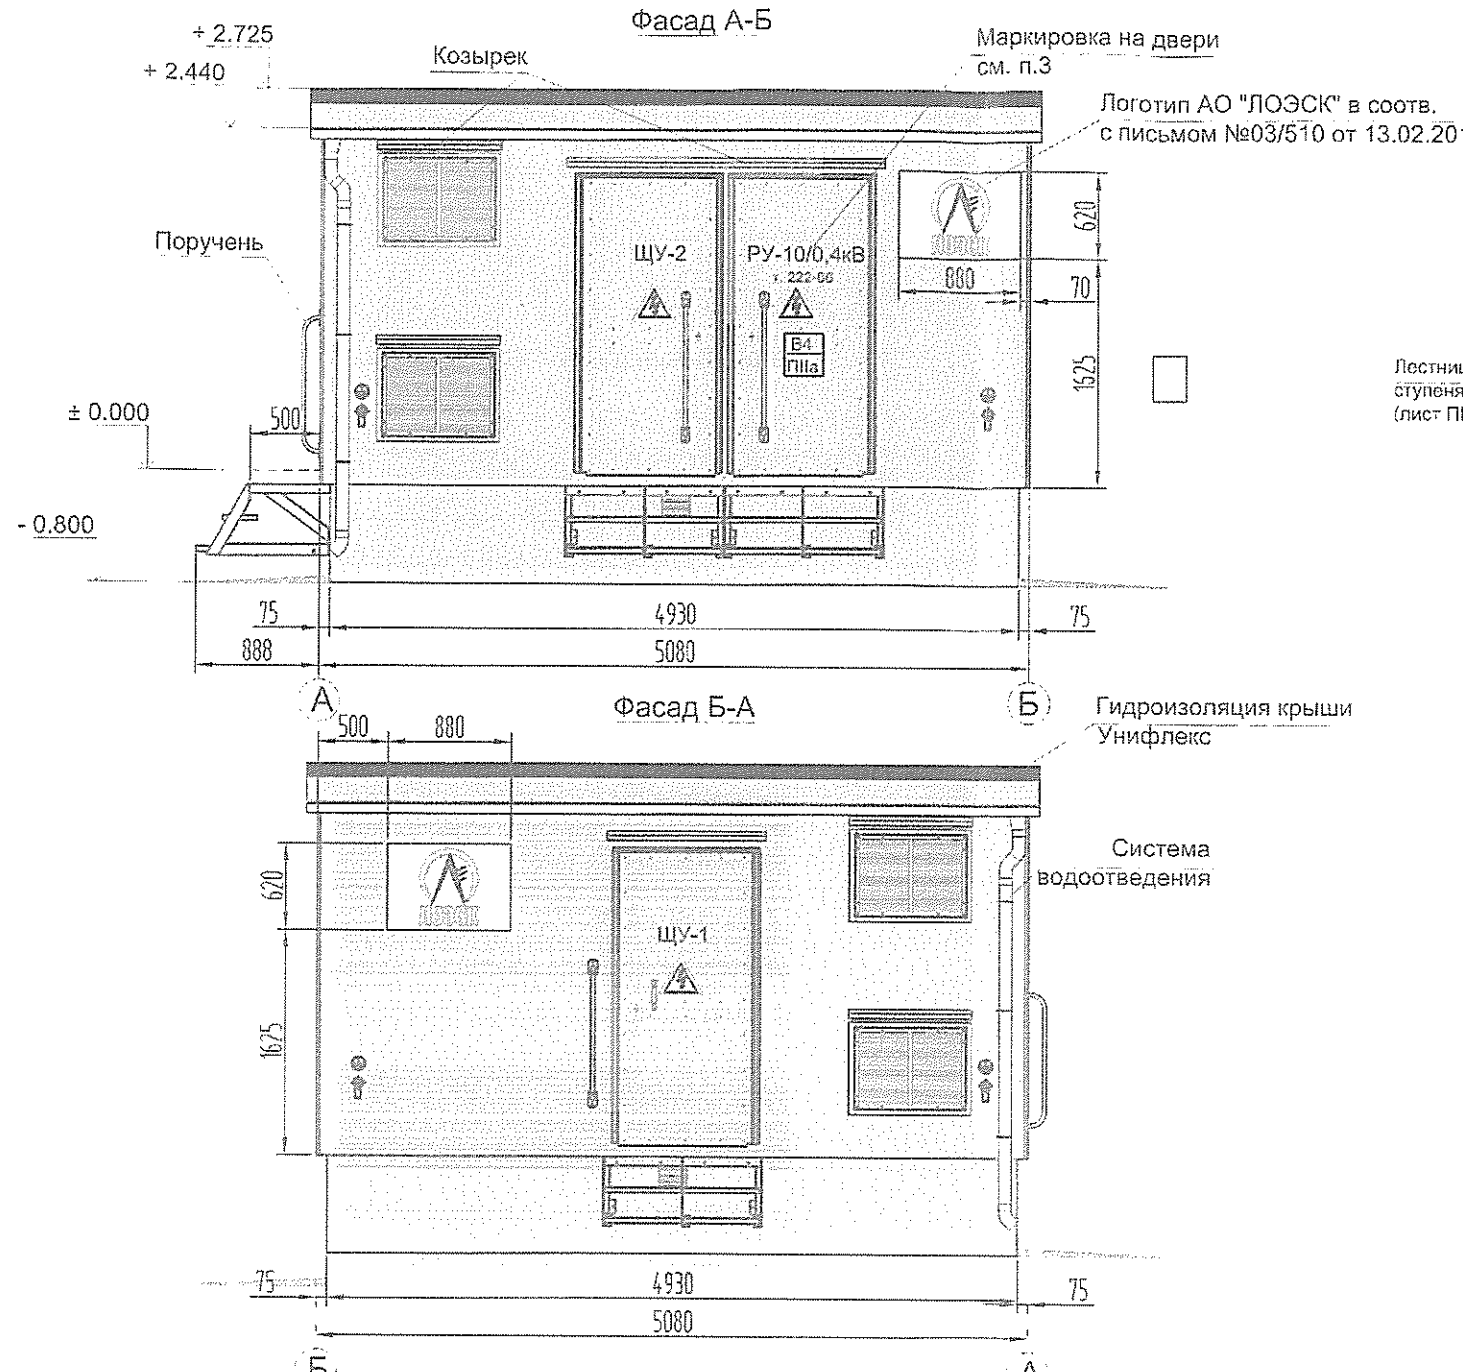 Фасад А-Б
+ 2.725
+ 2.440
Козырек
Маркировка на двери
см. п.3
Логотип АО "ЛОЭСК" в соотв.
с письмом №03/510 от 13.02.20
Поручень
ЩУ-2
РУ-10/0,4кВ
620
880
70
В4
ПIIа
1625
± 0.000
500
- 0.800
ступеня
(лист
75
4930
75
888
5080
А
Б
Фасад Б-А
500
880
Гидроизоляция крыши
Унифлекс
620
Система
водоотведения
ЩУ-1
1625
75
4930
75
5080
Б
А